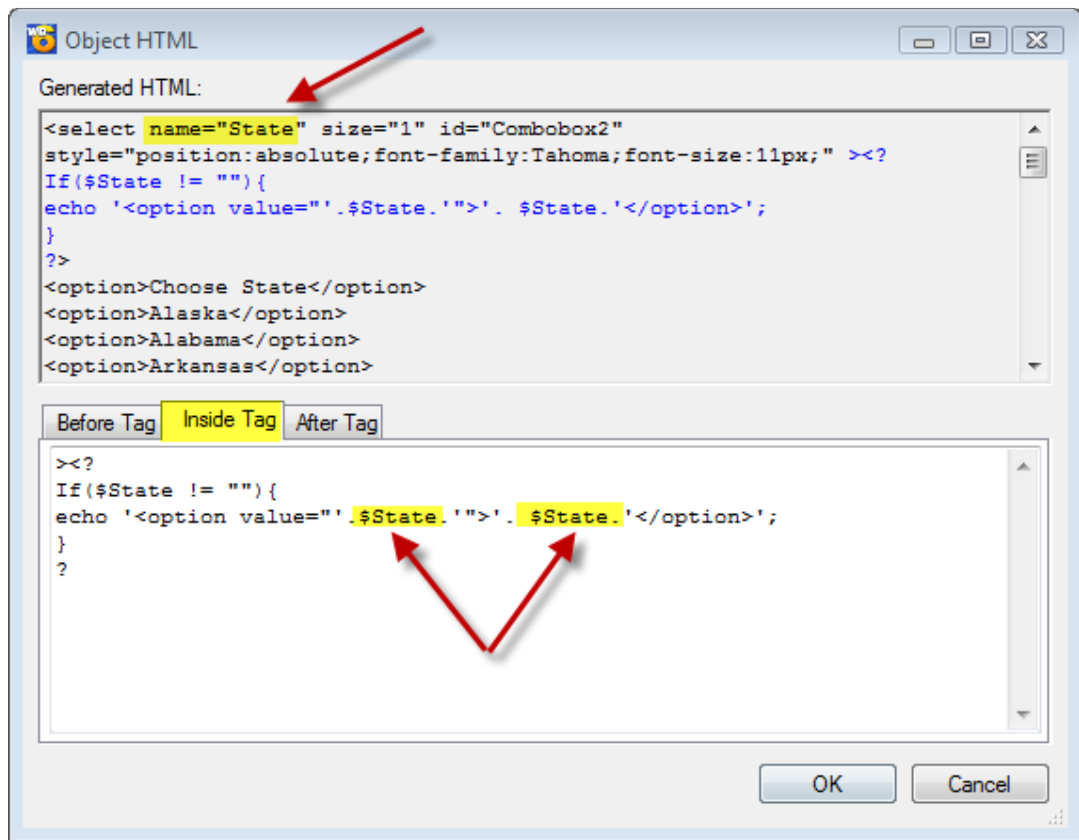 Object HTML
Generated HTML:
<select name="State" size="1" id="Combobox2"
style="position:absolute;font-family:Tahoma;font-size:11px;" ><?
If($State != ""){
echo '<option value="'.$State.'">'. $State.'</option>';
}
?>
<option>Choose State</option>
<option>Alaska</option>
<option>Alabama</option>
<option>Arkansas</option>
Before Tag Inside Tag After Tag
><?
If($State != ""){
echo '<option value="'.$State.'">'. $State.'</option>';
}
?
OK Cancel